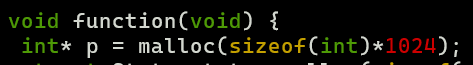 void function(void) {
int* p = malloc(sizeof(int)*1024);